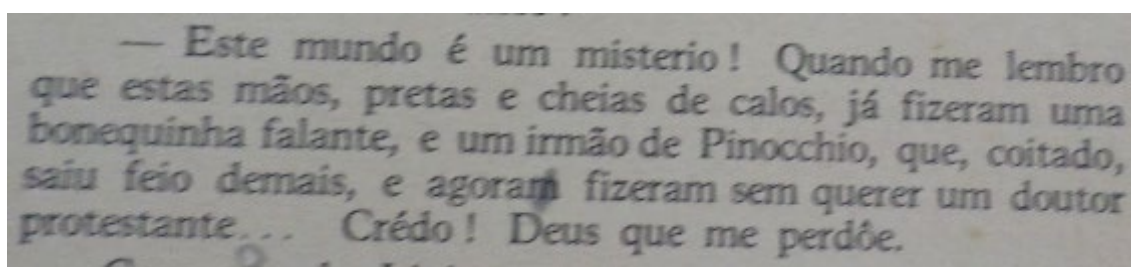 — Este mundo é um misterio! Quando me lembro
que estas mãos, pretas e cheias de calos, já fizeram uma
bonequinha falante, e um irmão de Pinocchio, que, coitado,
saiu feio demais, e agoram fizeram sem querer um doutor
protestante... Crédo! Deus que me perdôe.